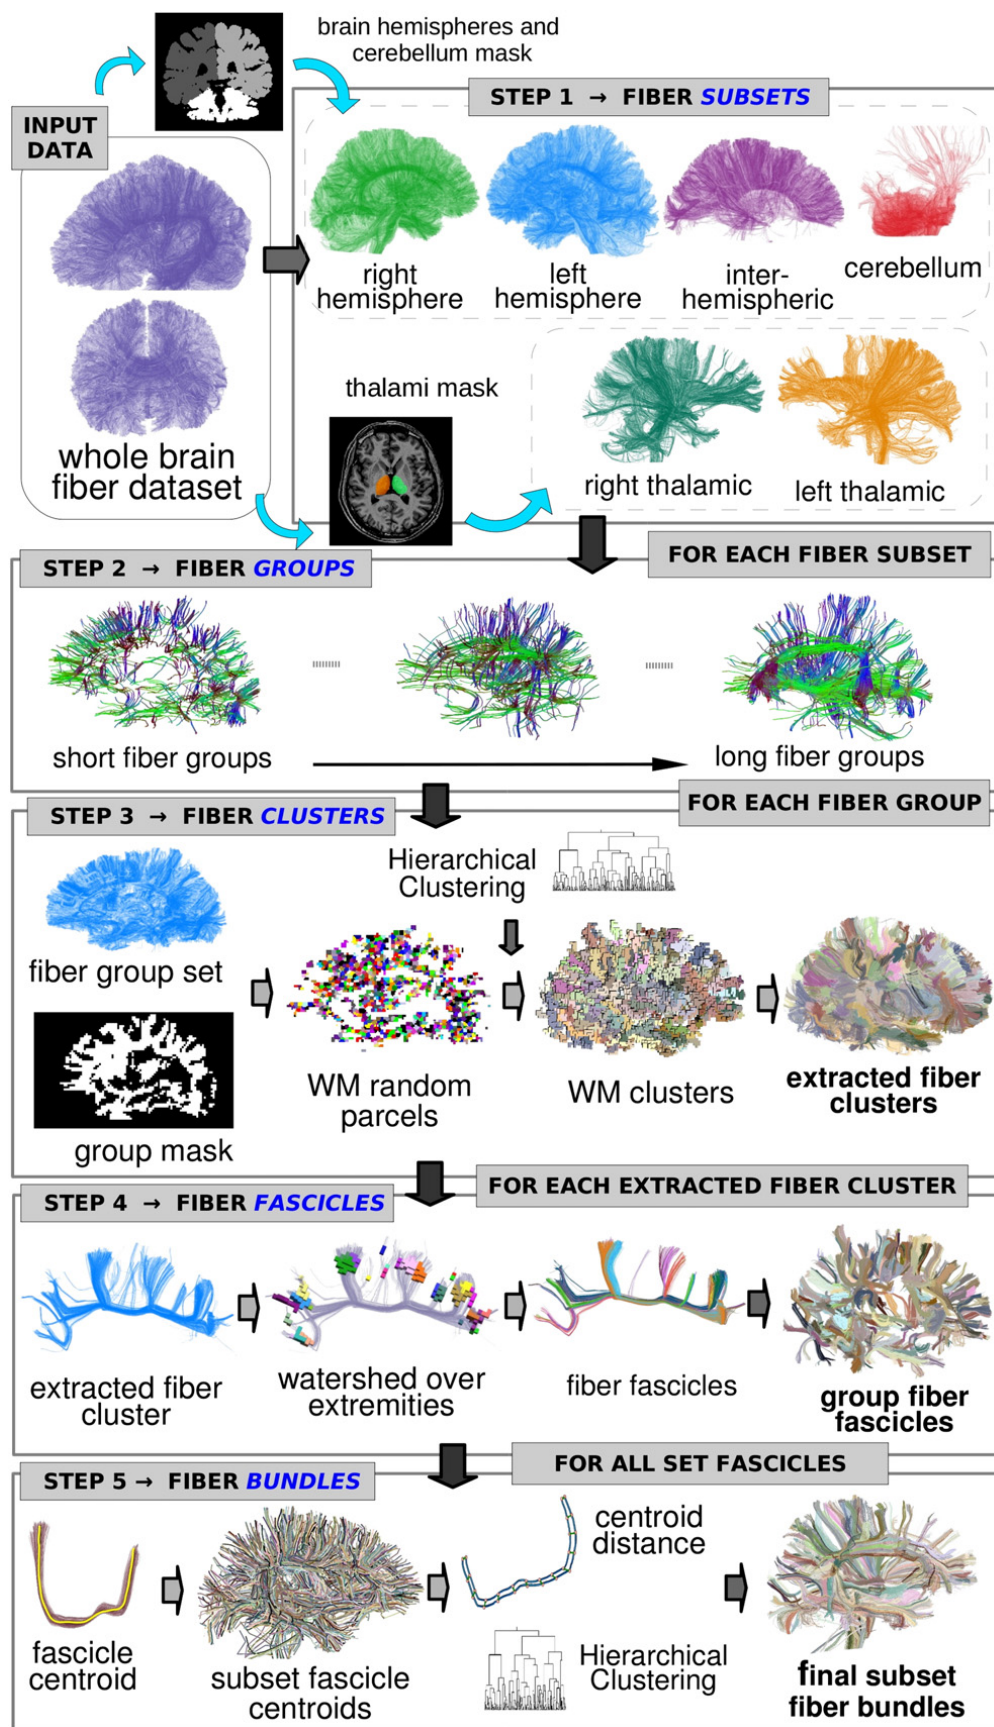 brain hemispheres and
cerebellum mask
INPUT
DATA
STEP 1 → FIBER SUBSETS
right
hemisphere
left
hemisphere
inter-
hemispheric
cerebellum
whole brain
fiber dataset
thalami mask
right thalamic
left thalamic
STEP 2 → FIBER GROUPS
FOR EACH FIBER SUBSET
short fiber groups
long fiber groups
STEP 3 → FIBER CLUSTERS
FOR EACH FIBER GROUP
Hierarchical
Clustering
fiber group set
group mask
WM random
parcels
WM clusters
extracted fiber
clusters
STEP 4 → FIBER FASCICLES
FOR EACH EXTRACTED FIBER CLUSTER
extracted fiber
cluster
watershed over
extremities
fiber fascicles
group fiber
fascicles
STEP 5 → FIBER BUNDLES
FOR ALL SET FASCICLES
fascicle
centroid
subset fascicle
centroids
centroid
distance
Hierarchical
Clustering
final subset
fiber bundles